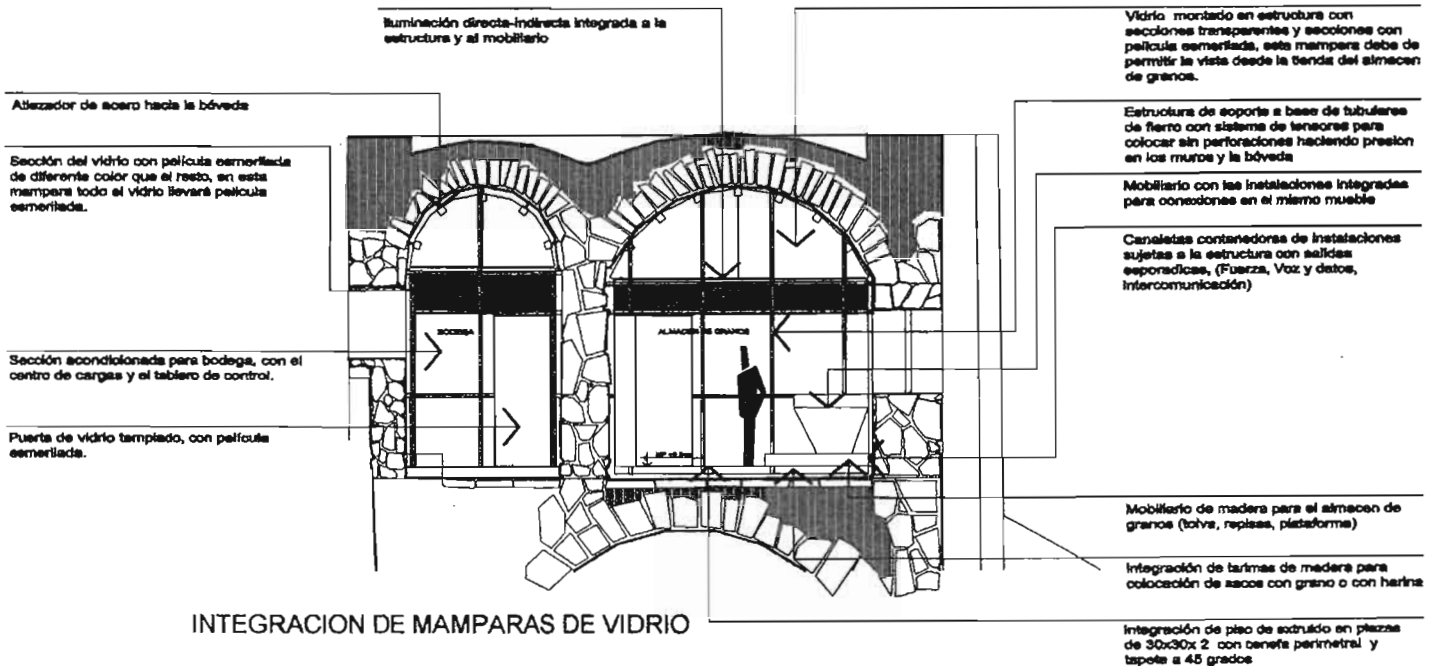 Iluminación directa-indirecta integrada a la
estructura y al mobiliario
Vidrio montado en estructura con
secciones transparentes y secciones con
película esmerilada, esta mampara debe de
permitir la vista desde la tienda del almacen
de granos.
Atiezador de acero hacia la bóveda
Estructura de soporte a base de tubulares
de fierro con sistema de tensores para
colocar sin perforaciones haciendo presion
en los muros y la bóveda
Sección del vidrio con película esmerilada
de diferente color que el resto, en esta
mampara todo el vidrio llevará película
esmerilada.
Mobiliario con las instalaciones integradas
para conexiones en el mismo mueble
Canaletas contenedoras de instalaciones
sujetas a la estructura con salidas
esporadicas, (Fuerza, Voz y datos,
Intercomunicación)
BODEGA
ALMACEN DE GRANOS
Sección acondicionada para bodega, con el
centro de cargas y el tablero de control.
Puerta de vidrio templado, con película
esmerilada.
Mobiliario de madera para el almacen de
granos (tolva, repisas, plataforma)
Integración de tarimas de madera para
colocación de sacos con grano o con harina
INTEGRACION DE MAMPARAS DE VIDRIO
Integración de piso de extruido en piezas
de 30x30x 2 con cenefa perimetral y
tapete a 45 grados